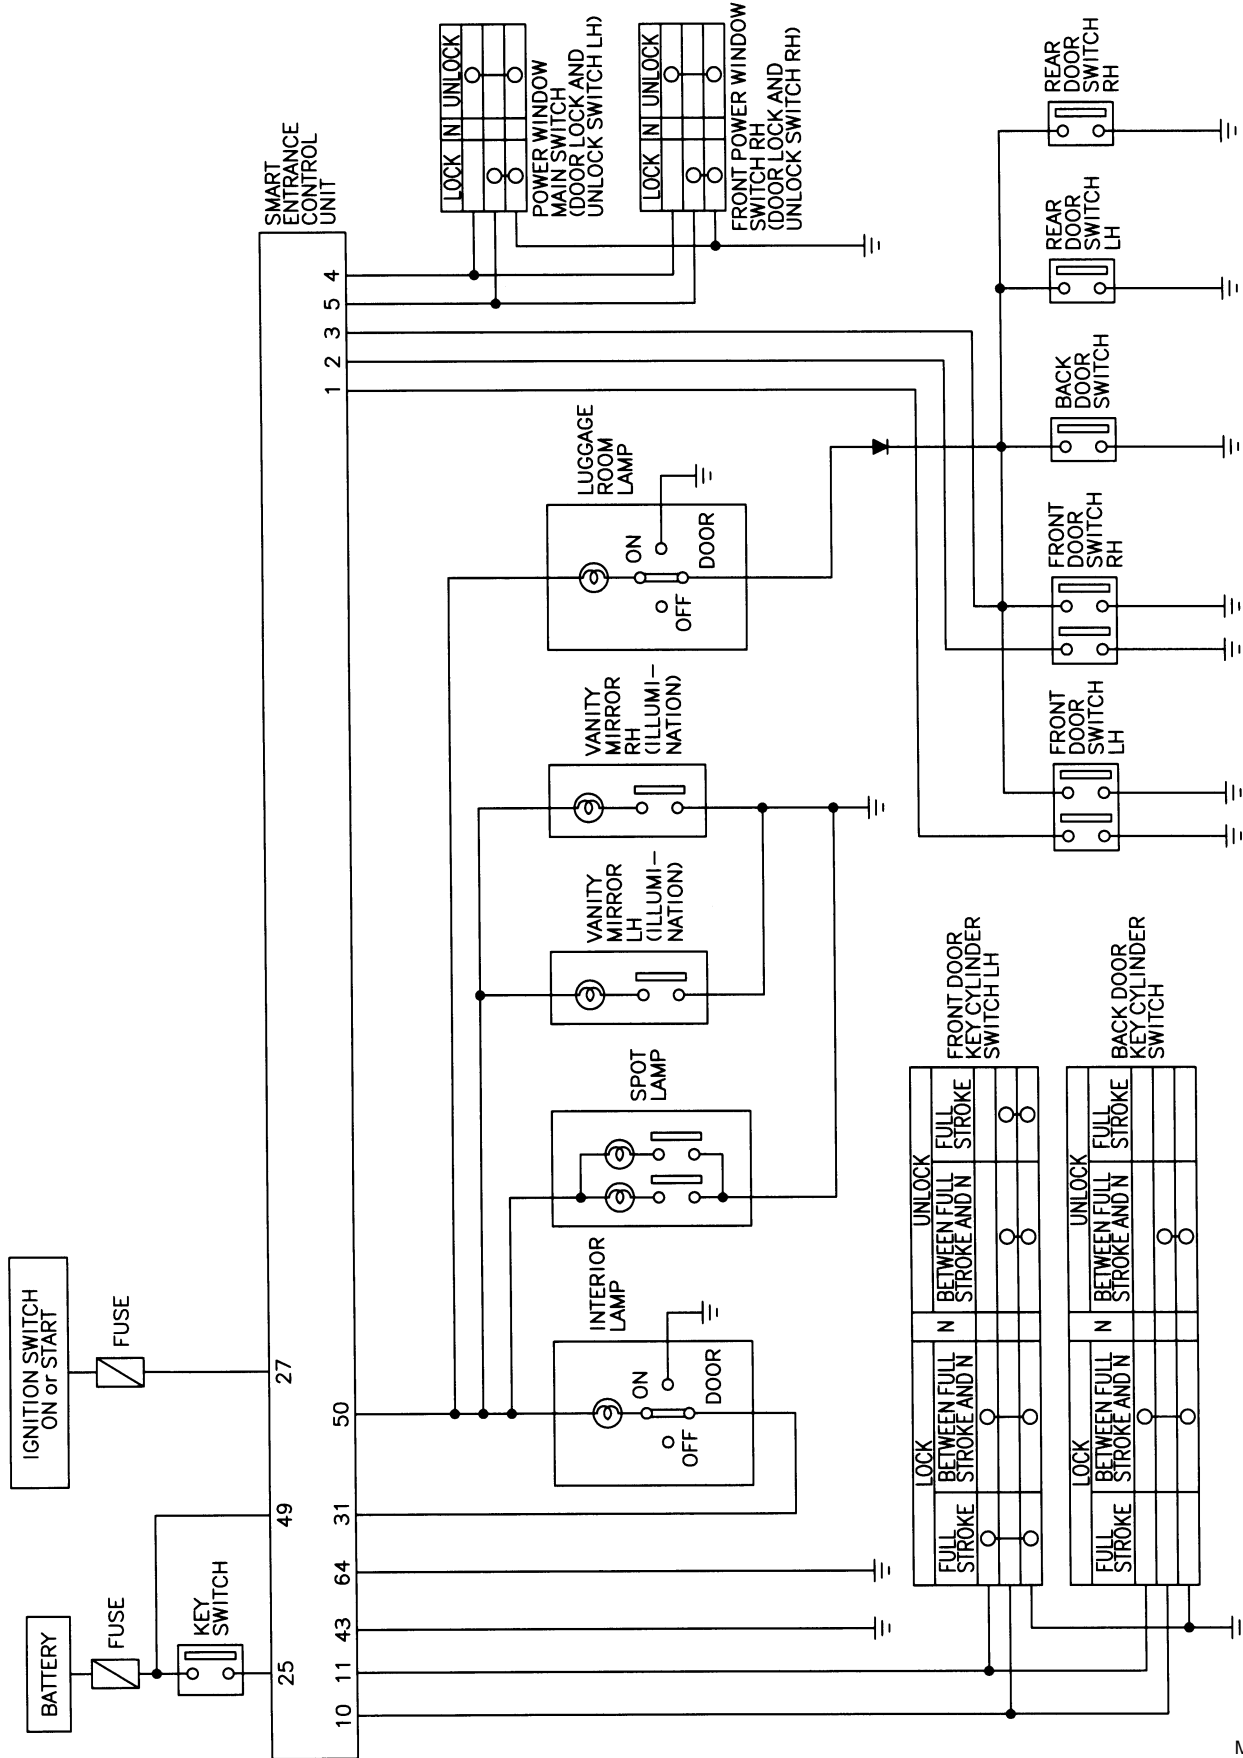 BATTERY
FUSE
KEY
SWITCH
IGNITION SWITCH
ON or START
FUSE
25
49
27
SMART
ENTRANCE
CONTROL
UNIT
10
11
43
64
31
50
1
2
3
5
4
LOCK
N
UNLOCK
POWER WINDOW
MAIN SWITCH
(DOOR LOCK AND
UNLOCK SWITCH LH)
LOCK
N
UNLOCK
FRONT POWER WINDOW
SWITCH RH
(DOOR LOCK AND
UNLOCK SWITCH RH)
INTERIOR
LAMP
OFF
ON
DOOR
SPOT
LAMP
VANITY
MIRROR
LH
(ILLUMI-
NATION)
VANITY
MIRROR
RH
(ILLUMI-
NATION)
LUGGAGE
ROOM
LAMP
OFF
ON
DOOR
LOCK
UNLOCK
FULL
STROKE
BETWEEN FULL
STROKE AND N
N
BETWEEN FULL
STROKE AND N
FULL
STROKE
FRONT DOOR
KEY CYLINDER
SWITCH LH
LOCK
UNLOCK
FULL
STROKE
BETWEEN FULL
STROKE AND N
N
BETWEEN FULL
STROKE AND N
FULL
STROKE
BACK DOOR
KEY CYLINDER
SWITCH
FRONT
DOOR
SWITCH
LH
FRONT
DOOR
SWITCH
RH
BACK
DOOR
SWITCH
REAR
DOOR
SWITCH
LH
REAR
DOOR
SWITCH
RH